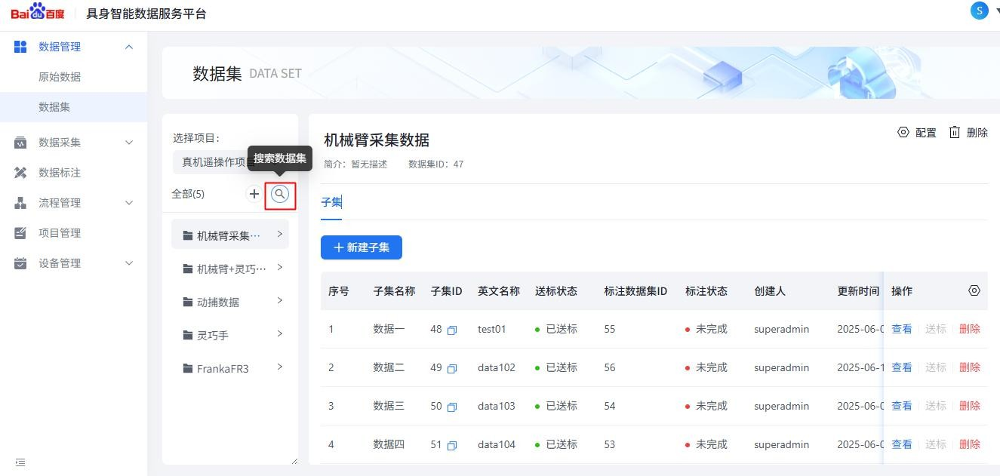 Bai du 百度 具身智能数据服务平台
S
数据管理
原始数据
数据集
数据采集
数据标注
流程管理
项目管理
设备管理
数据集 DATA SET
选择项目:
真机遥操作项目
搜索数据集
全部(5)
机械臂采集···
机械臂+灵巧···
动捕数据
灵巧手
FrankaFR3
机械臂采集数据
配置 删除
简介: 暂无描述 数据集ID: 47
子集
新建子集
序号 子集名称 子集ID 英文名称 送标状态 标注数据集ID 标注状态 创建人 更新时间 操作
1 数据一 48 test01 已送标 55 未完成 superadmin 2025-06-0 查看 送标 删除
2 数据二 49 data102 已送标 56 未完成 superadmin 2025-06-1 查看 送标 删除
3 数据三 50 data103 已送标 54 未完成 superadmin 2025-06-0 查看 送标 删除
4 数据四 51 data104 已送标 53 未完成 superadmin 2025-06-0 查看 送标 删除